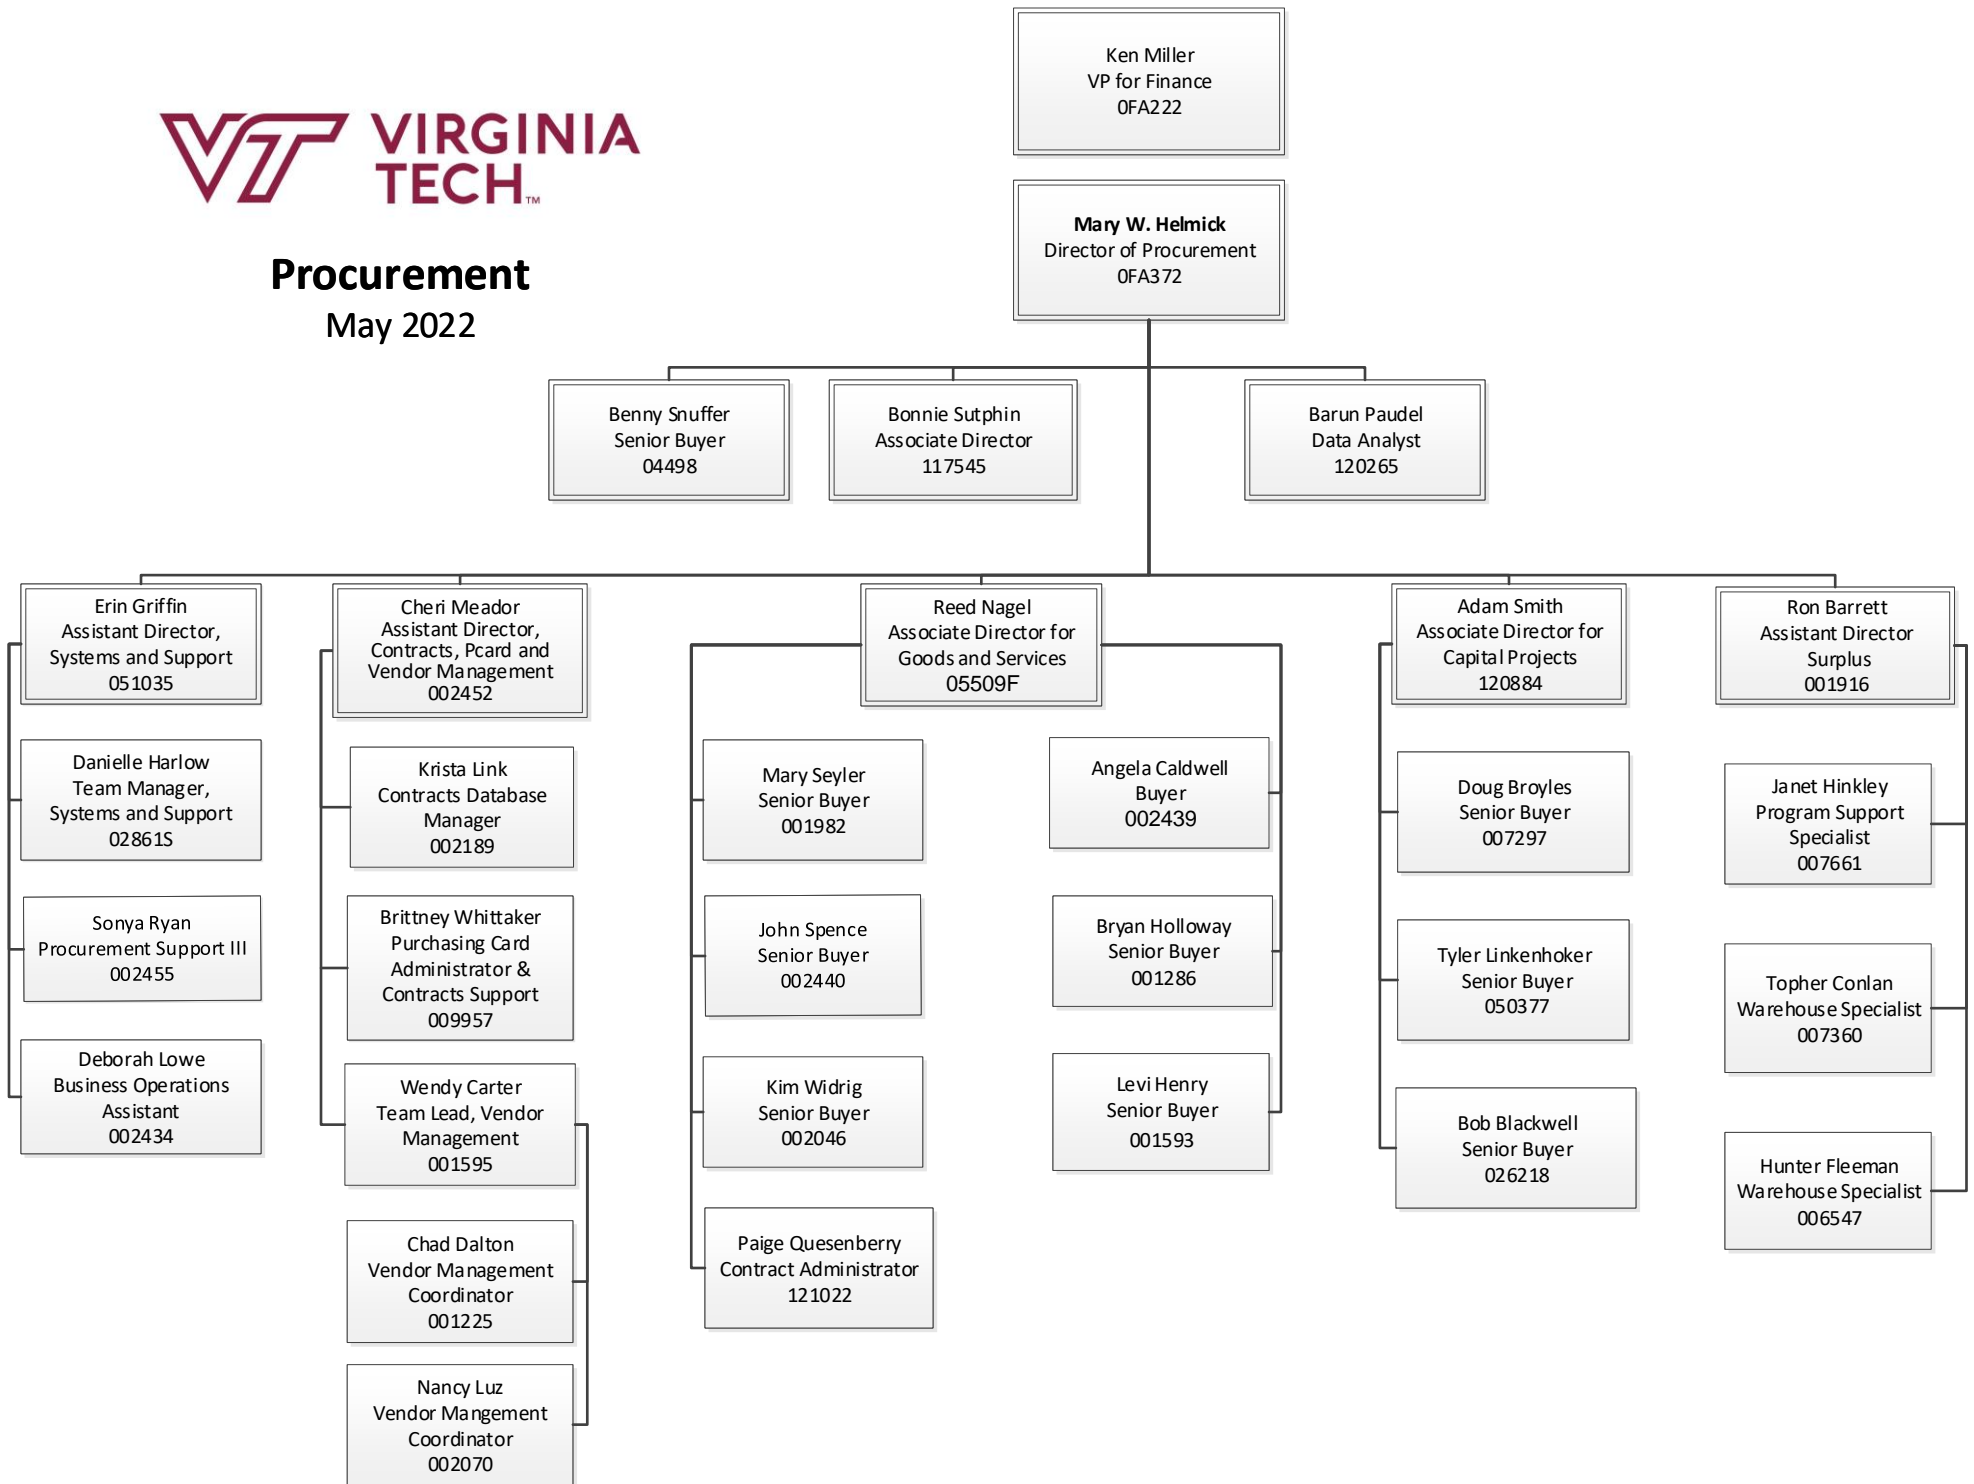 Ken Miller
VP for Finance
0FA222
VT VIRGINIA
TECH™
Mary W. Helmick
Director of Procurement
0FA372
Procurement
May 2022
Benny Snuffer
Senior Buyer
04498
Bonnie Sutphin
Associate Director
117545
Barun Paudel
Data Analyst
120265
Erin Griffin
Assistant Director,
Systems and Support
051035
Danielle Harlow
Team Manager,
Systems and Support
02861S
Sonya Ryan
Procurement Support III
002455
Deborah Lowe
Business Operations
Assistant
002434
Cheri Meador
Assistant Director,
Contracts, Pcard and
Vendor Management
002452
Krista Link
Contracts Database
Manager
002189
Brittney Whittaker
Purchasing Card
Administrator &
Contracts Support
009957
Wendy Carter
Team Lead, Vendor
Management
001595
Chad Dalton
Vendor Management
Coordinator
001225
Nancy Luz
Vendor Mangement
Coordinator
002070
Reed Nagel
Associate Director for
Goods and Services
05509F
Mary Seyler
Senior Buyer
001982
John Spence
Senior Buyer
002440
Kim Widrig
Senior Buyer
002046
Paige Quesenberry
Contract Administrator
121022
Angela Caldwell
Buyer
002439
Bryan Holloway
Senior Buyer
001286
Levi Henry
Senior Buyer
001593
Adam Smith
Associate Director for
Capital Projects
120884
Doug Broyles
Senior Buyer
007297
Tyler Linkenhoker
Senior Buyer
050377
Bob Blackwell
Senior Buyer
026218
Ron Barrett
Assistant Director
Surplus
001916
Janet Hinkley
Program Support
Specialist
007661
Topher Conlan
Warehouse Specialist
007360
Hunter Fleeman
Warehouse Specialist
006547